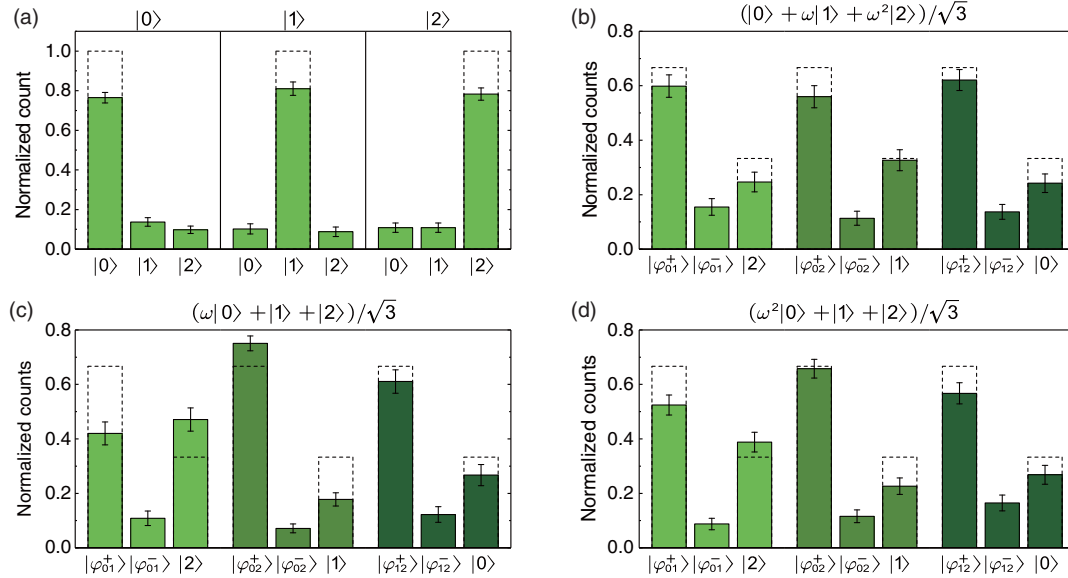 (a)
|0⟩ |1⟩ |2⟩
Normalized count
1.0
0.8
0.6
0.4
0.2
0.0
|0⟩ |1⟩ |2⟩ |0⟩ |1⟩ |2⟩ |0⟩ |1⟩ |2⟩
(b)
(|0⟩ + ω|1⟩ + ω²|2⟩)/√3
Normalized counts
0.8
0.6
0.4
0.2
0.0
|φ₀₁⁺⟩ |φ₀₁⁻⟩ |2⟩ |φ₀₂⁺⟩ |φ₀₂⁻⟩ |1⟩ |φ₁₂⁺⟩ |φ₁₂⁻⟩ |0⟩
(c)
(ω|0⟩ + |1⟩ + |2⟩)/√3
Normalized counts
0.8
0.6
0.4
0.2
0.0
|φ₀₁⁺⟩ |φ₀₁⁻⟩ |2⟩ |φ₀₂⁺⟩ |φ₀₂⁻⟩ |1⟩ |φ₁₂⁺⟩ |φ₁₂⁻⟩ |0⟩
(d)
(ω²|0⟩ + |1⟩ + |2⟩)/√3
Normalized counts
0.8
0.6
0.4
0.2
0.0
|φ₀₁⁺⟩ |φ₀₁⁻⟩ |2⟩ |φ₀₂⁺⟩ |φ₀₂⁻⟩ |1⟩ |φ₁₂⁺⟩ |φ₁₂⁻⟩ |0⟩